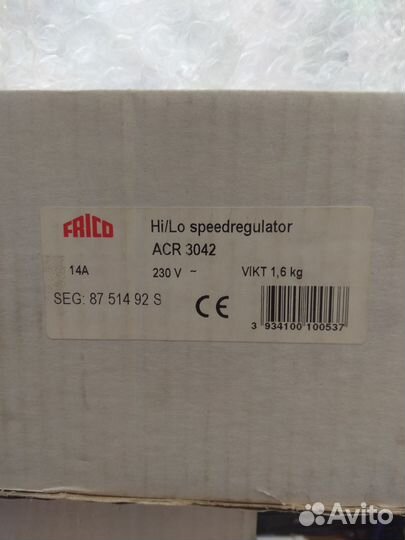 FRICO
Hi/Lo speedregulator
ACR 3042
14A 230 V ~ VIKT 1,6 kg
SEG: 87 514 92 S
CE
3 934100 100537
Avito